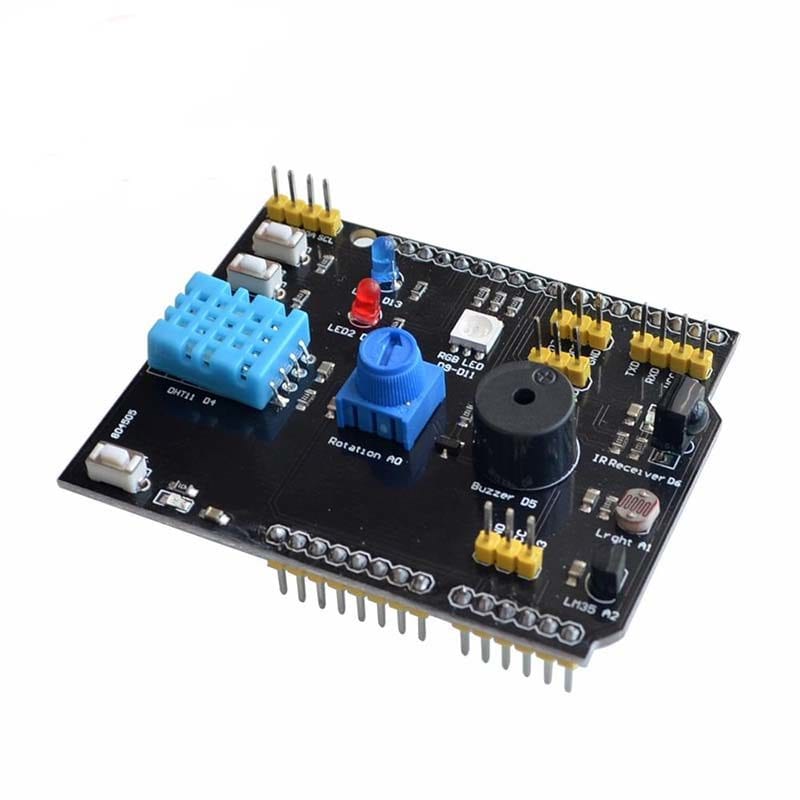 SCL
D13
LED2
RGB LED
D9-D11
GND
TXD
RXD
DHT11 D4
804505
Rotation A0
Buzzer D5
IR Receiver D6
Lrght A1
LM35 A2